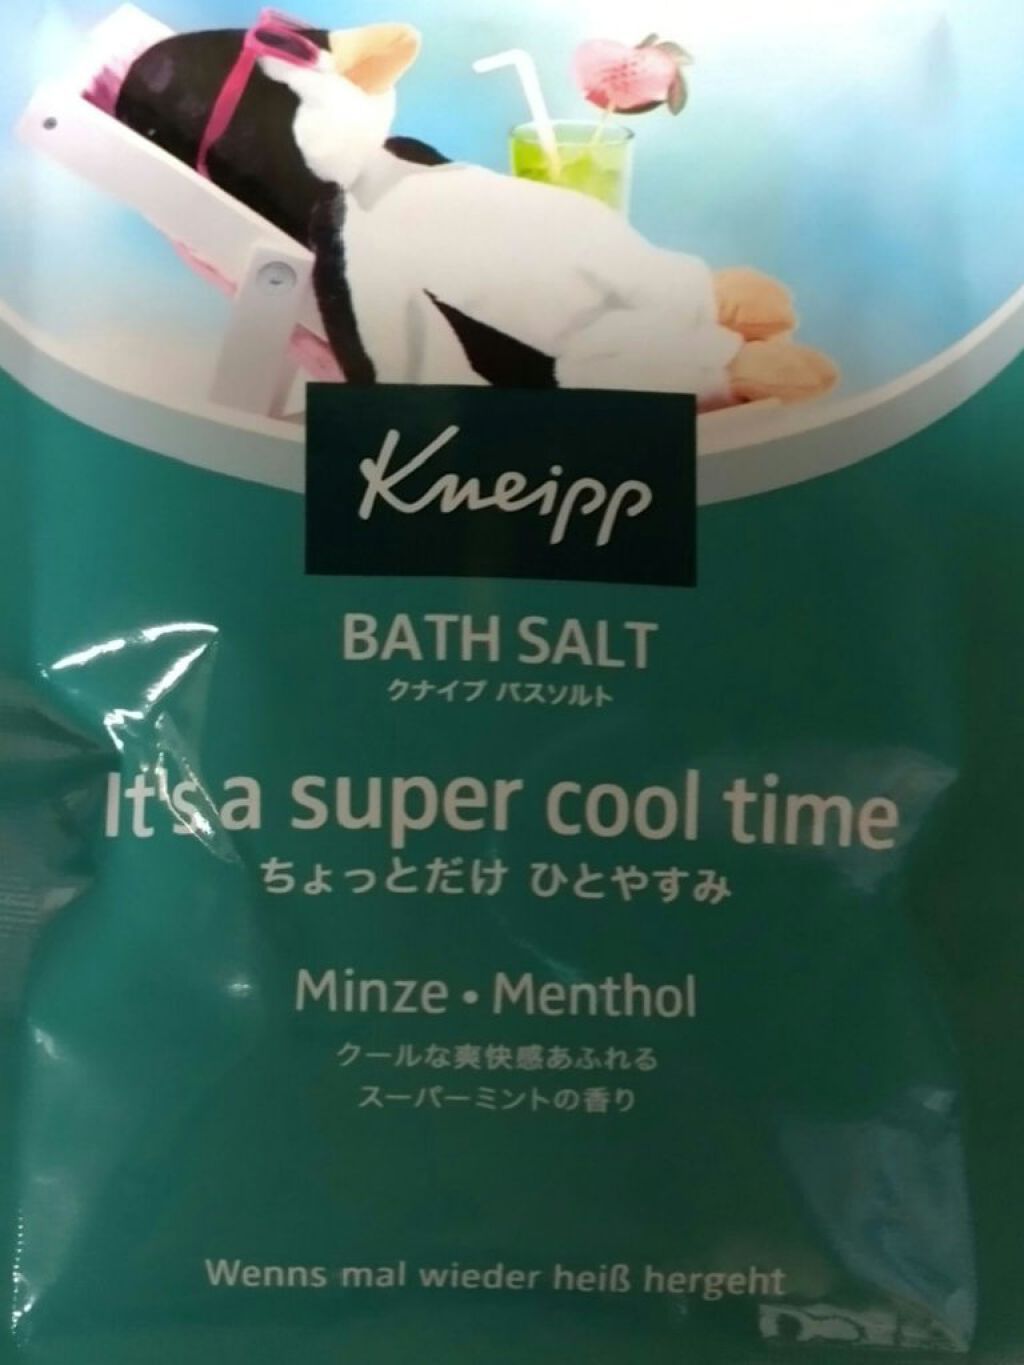 Kneipp
BATH SALT
クナイプ バスソルト
It's a super cool time
ちょっとだけ ひとやすみ
Minze・Menthol
クールな爽快感あふれる
スーパーミントの香り
Wenns mal wieder heiß hergeht